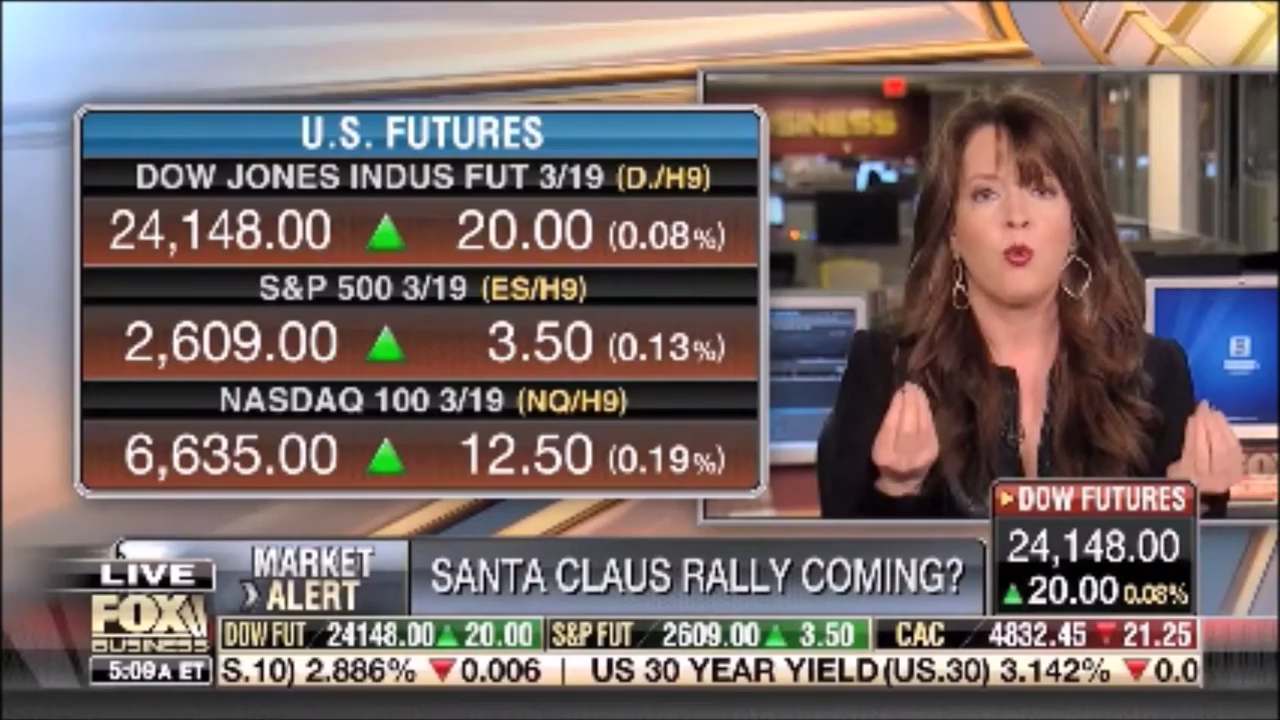 U.S. FUTURES
DOW JONES INDUS FUT 3/19 (D./H9)
24,148.00 ▲ 20.00 (0.08%)
S&P 500 3/19 (ES/H9)
2,609.00 ▲ 3.50 (0.13%)
NASDAQ 100 3/19 (NQ/H9)
6,635.00 ▲ 12.50 (0.19%)
DOW FUTURES
24,148.00
▲20.00 0.08%
LIVE
MARKET
ALERT
SANTA CLAUS RALLY COMING?
FOX
BUSINESS
DOW FUT 24148.00▲20.00 S&P FUT 2609.00▲3.50 CAC 4832.45▼21.25
5:09A ET
S.10) 2.886% ▼0.006 | US 30 YEAR YIELD(US.30) 3.142% ▼0.0